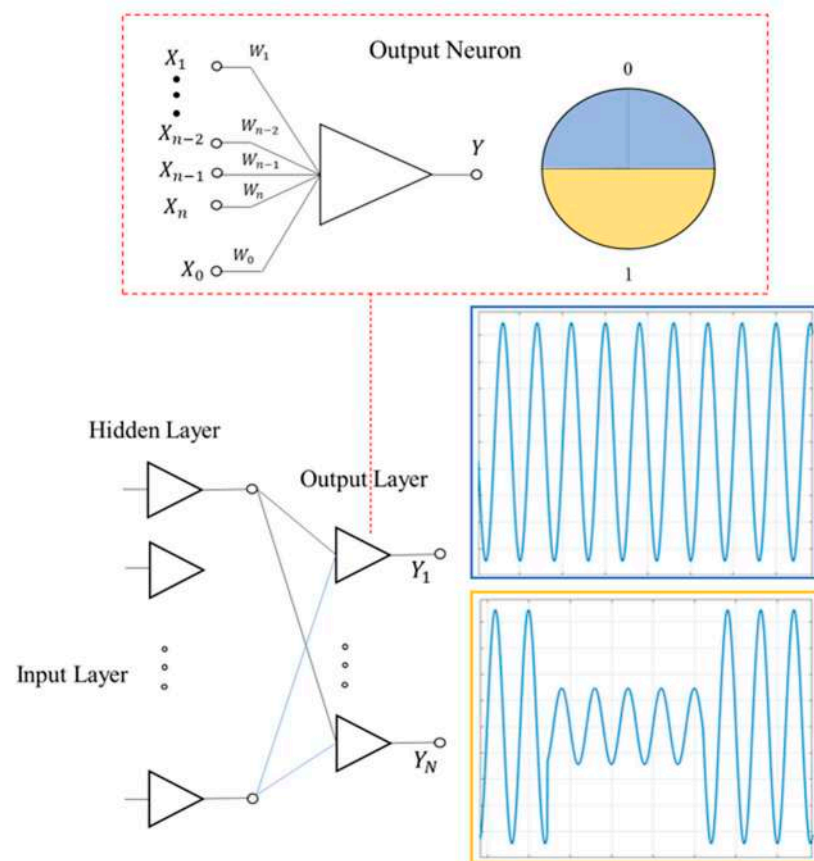 Output Neuron
X₁
W₁
Xₙ₋₂
Wₙ₋₂
Xₙ₋₁
Wₙ₋₁
Xₙ
Wₙ
X₀
W₀
Y
0
1
Hidden Layer
Output Layer
Input Layer
Y₁
Y_N